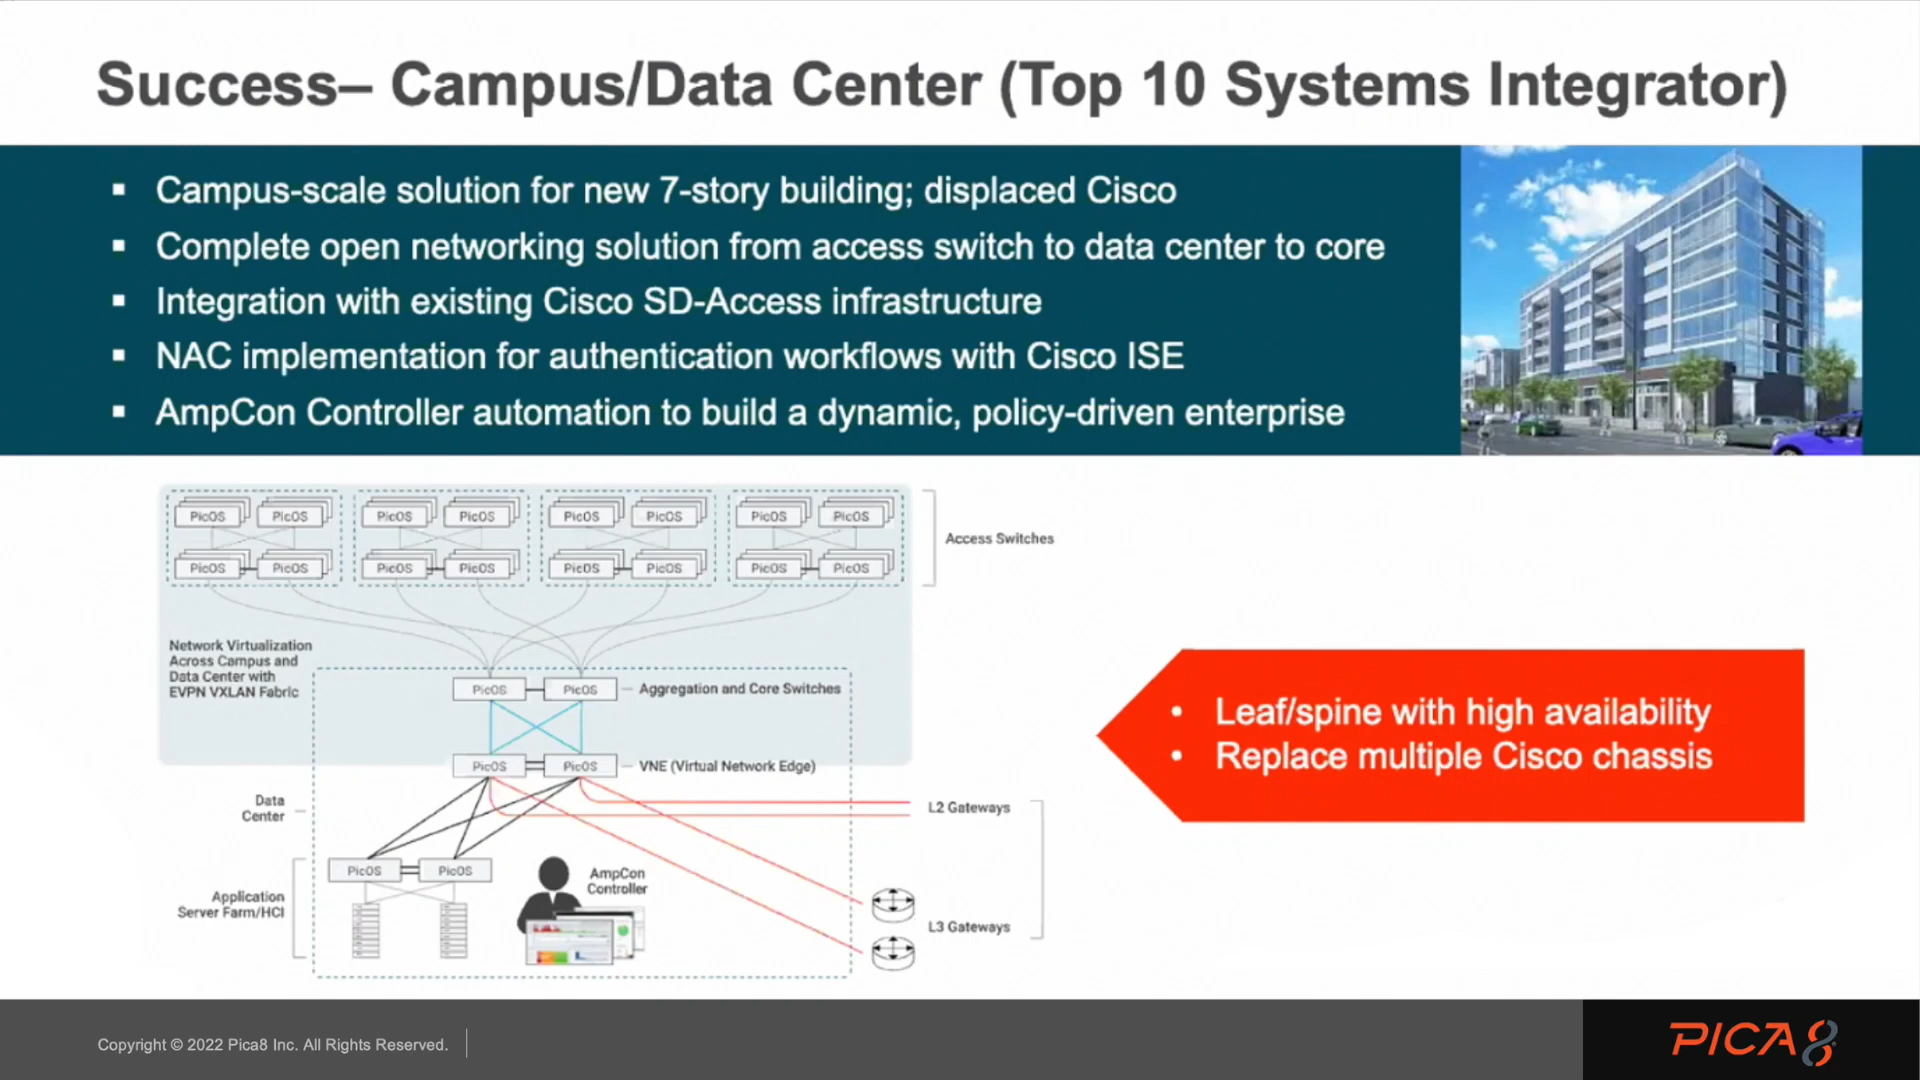 Success– Campus/Data Center (Top 10 Systems Integrator)
▪ Campus-scale solution for new 7-story building; displaced Cisco
▪ Complete open networking solution from access switch to data center to core
▪ Integration with existing Cisco SD-Access infrastructure
▪ NAC implementation for authentication workflows with Cisco ISE
▪ AmpCon Controller automation to build a dynamic, policy-driven enterprise
PicOS PicOS PicOS PicOS PicOS PicOS PicOS PicOS
Access Switches
PicOS PicOS PicOS PicOS PicOS PicOS PicOS PicOS
Network Virtualization
Across Campus and
Data Center with
EVPN VXLAN Fabric
PicOS PicOS Aggregation and Core Switches
PicOS PicOS VNE (Virtual Network Edge)
• Leaf/spine with high availability
• Replace multiple Cisco chassis
Data
Center
L2 Gateways
PicOS PicOS
AmpCon
Controller
Application
Server Farm/HCI
L3 Gateways
Copyright © 2022 Pica8 Inc. All Rights Reserved.
PICA8